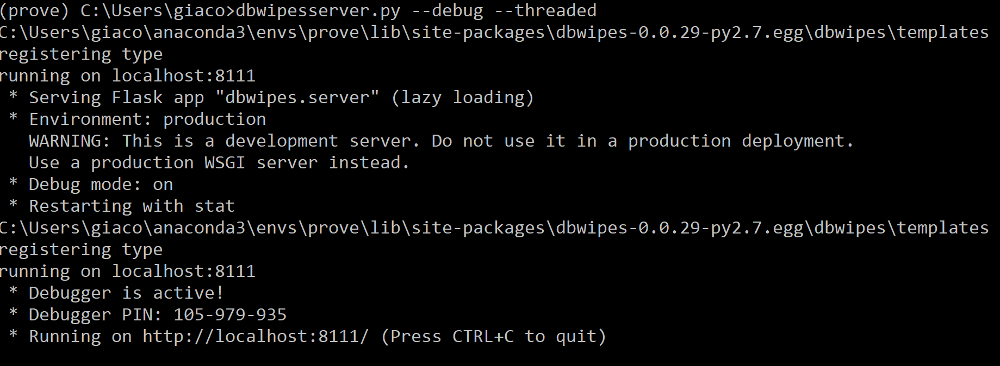 (prove) C:\Users\giaco>dbwipesserver.py --debug --threaded
C:\Users\giaco\anaconda3\envs\prove\lib\site-packages\dbwipes-0.0.29-py2.7.egg\dbwipes\templates
registering type
running on localhost:8111
 * Serving Flask app "dbwipes.server" (lazy loading)
 * Environment: production
   WARNING: This is a development server. Do not use it in a production deployment.
   Use a production WSGI server instead.
 * Debug mode: on
 * Restarting with stat
C:\Users\giaco\anaconda3\envs\prove\lib\site-packages\dbwipes-0.0.29-py2.7.egg\dbwipes\templates
registering type
running on localhost:8111
 * Debugger is active!
 * Debugger PIN: 105-979-935
 * Running on http://localhost:8111/ (Press CTRL+C to quit)